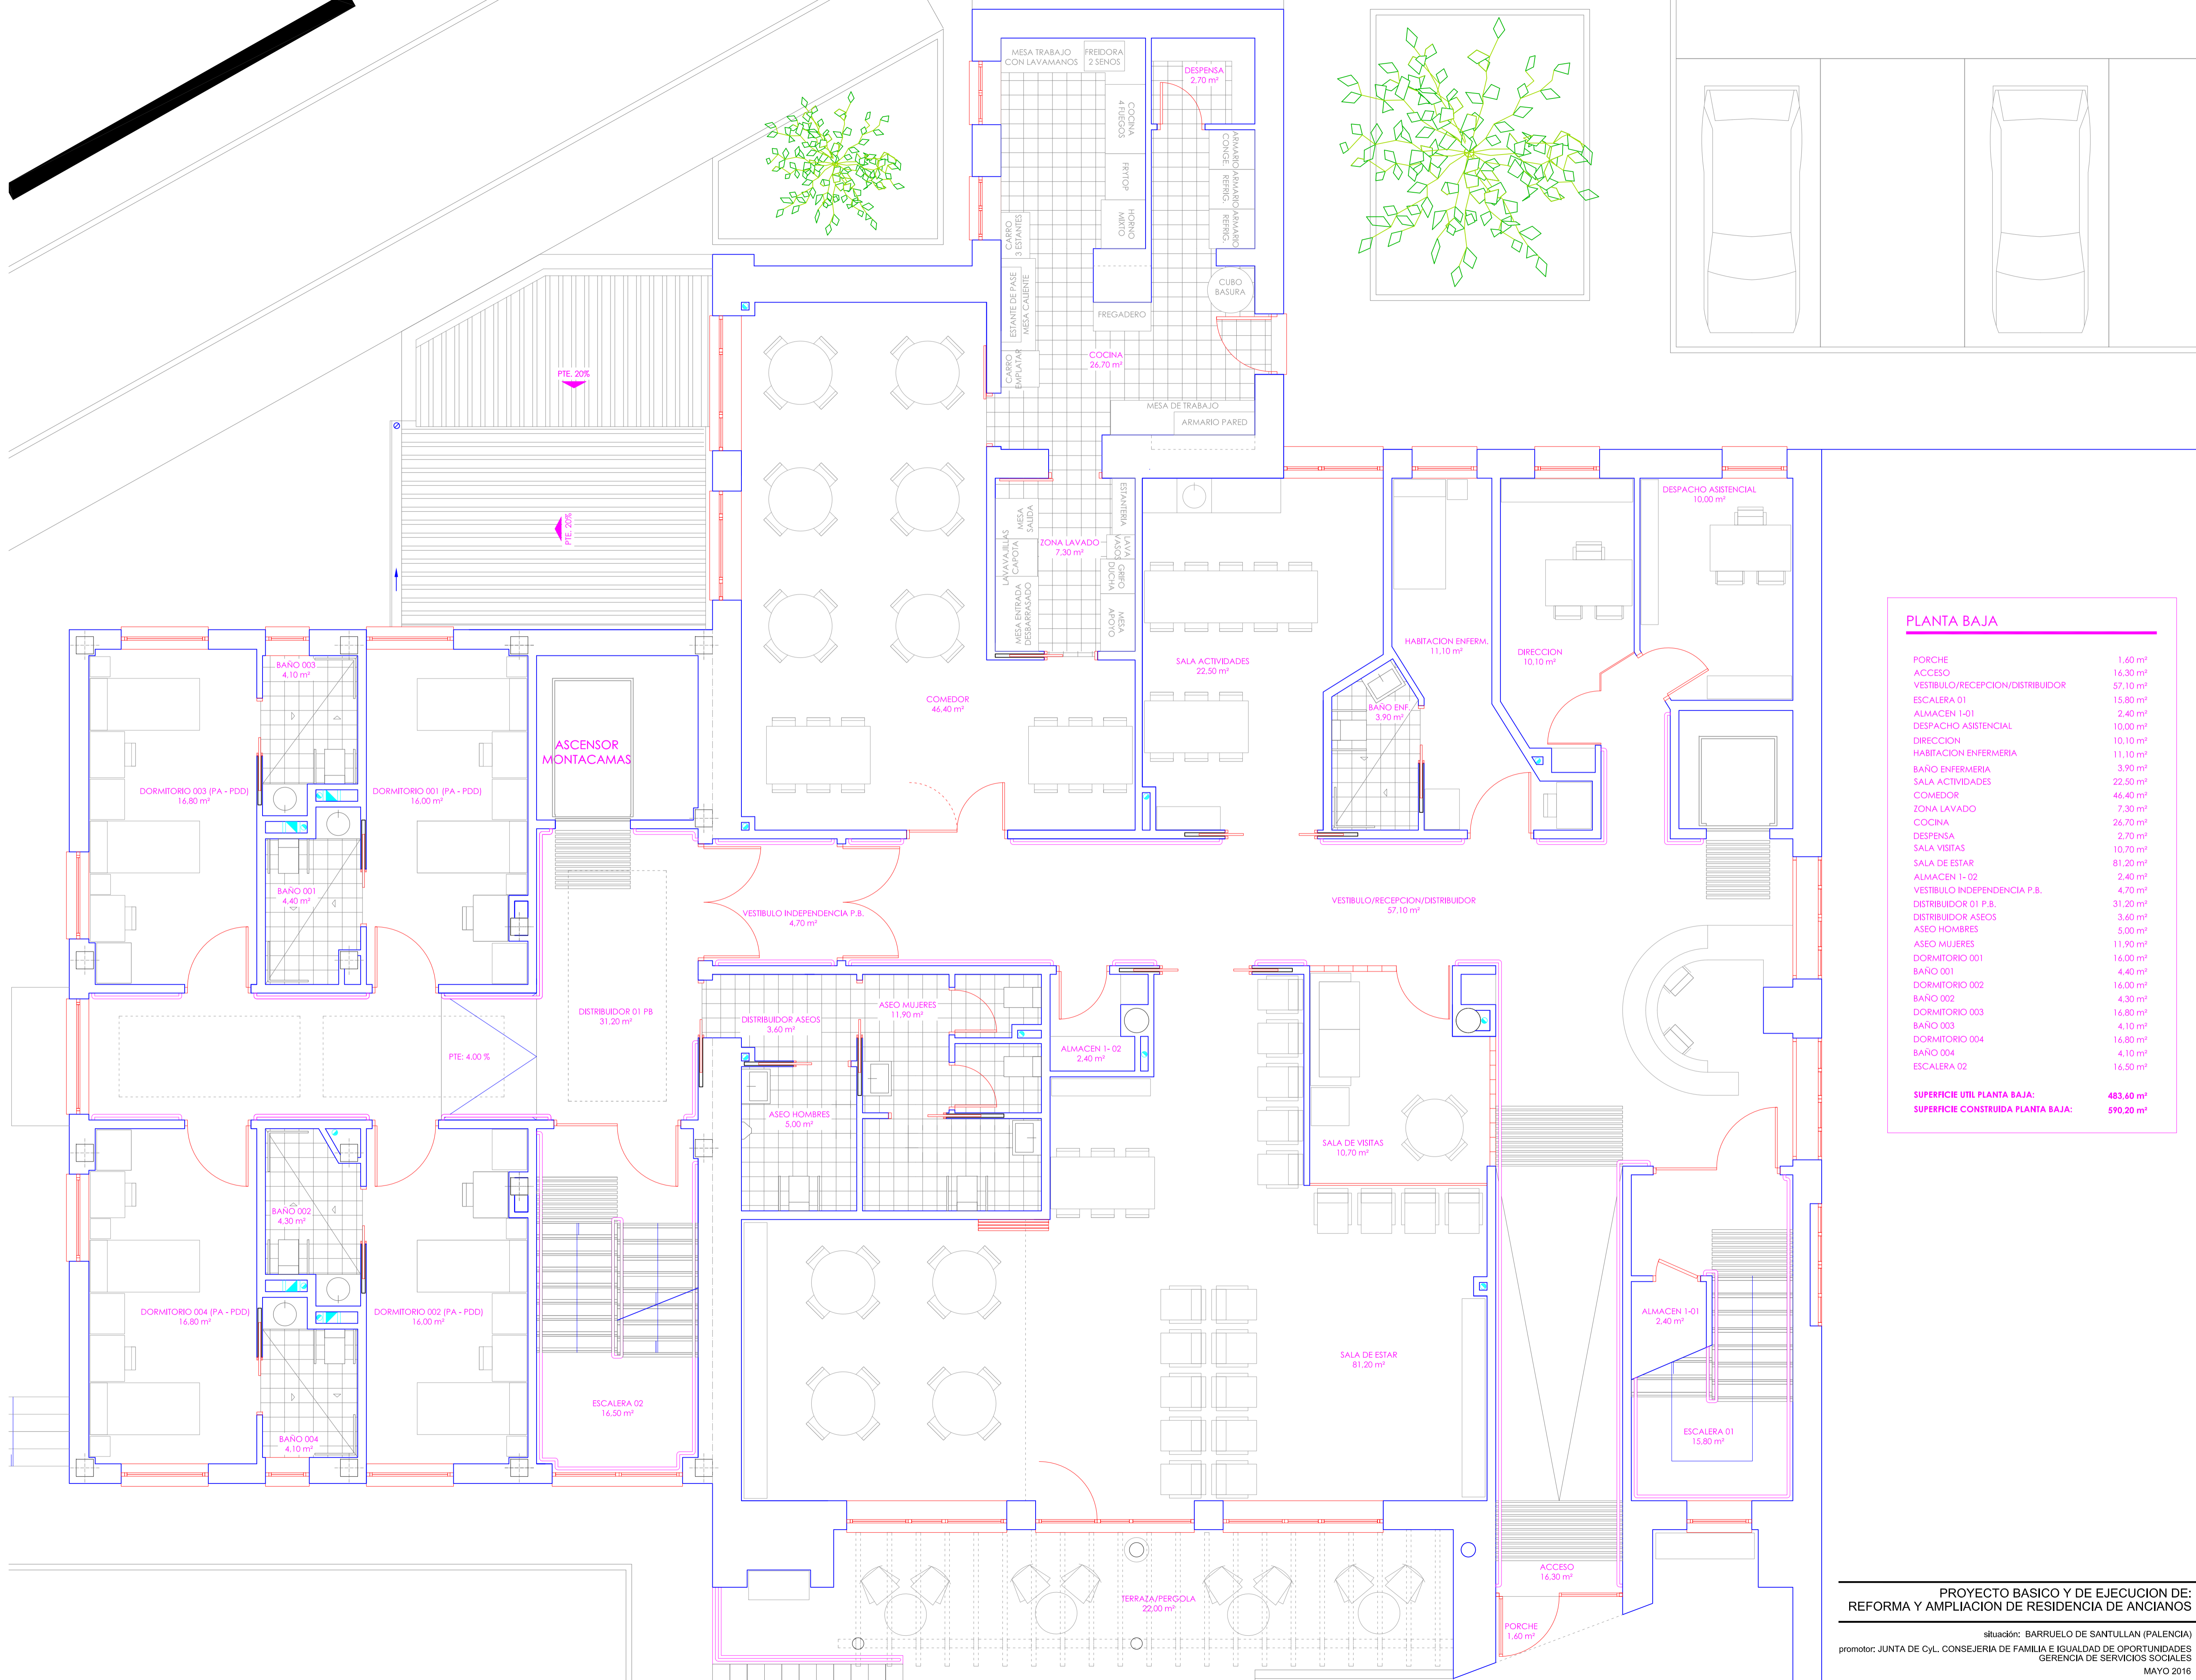 MESA TRABAJO
CON LAVAMANOS
FREIDORA
2 SENOS
DESPENSA
2,70 m²
COCINA
4 FUEGOS
FRYTOP
HORNO
MIXTO
ARMARIO
CONGE.
ARMARIO
REFRIG.
ARMARIO
REFRIG.
CARRO
3 ESTANTES
ESTANTE DE PASE
MESA CALIENTE
CARRO
EMPLATAR
CUBO
BASURA
FREGADERO
COCINA
26,70 m²
MESA DE TRABAJO
ARMARIO PARED
PTE. 20%
PTE. 20%
MESA
SALIDA
LAVAVAJILLAS
CAPOTA
MESA ENTRADA
DESBARRASADO
ESTANTERIA
ZONA LAVADO
7,30 m²
LAVA
VASOS
GRIFO
DUCHA
MESA
APOYO
DESPACHO ASISTENCIAL
10,00 m²
HABITACION ENFERM.
11,10 m²
DIRECCION
10,10 m²
SALA ACTIVIDADES
22,50 m²
BAÑO ENF.
3,90 m²
COMEDOR
46,40 m²
BAÑO 003
4,10 m²
ASCENSOR
MONTACAMAS
DORMITORIO 003 (PA - PDD)
16,80 m²
DORMITORIO 001 (PA - PDD)
16,00 m²
BAÑO 001
4,40 m²
VESTIBULO INDEPENDENCIA P.B.
4,70 m²
VESTIBULO/RECEPCION/DISTRIBUIDOR
57,10 m²
DISTRIBUIDOR 01 PB
31,20 m²
PTE: 4,00 %
DISTRIBUIDOR ASEOS
3,60 m²
ASEO MUJERES
11,90 m²
ALMACEN 1- 02
2,40 m²
ASEO HOMBRES
5,00 m²
SALA DE VISITAS
10,70 m²
BAÑO 002
4,30 m²
DORMITORIO 004 (PA - PDD)
16,80 m²
DORMITORIO 002 (PA - PDD)
16,00 m²
BAÑO 004
4,10 m²
ESCALERA 02
16,50 m²
SALA DE ESTAR
81,20 m²
ALMACEN 1-01
2,40 m²
ESCALERA 01
15,80 m²
ACCESO
16,30 m²
TERRAZA/PERGOLA
22,00 m²
PORCHE
1,60 m²
PLANTA BAJA
PORCHE 1,60 m²
ACCESO 16,30 m²
VESTIBULO/RECEPCION/DISTRIBUIDOR 57,10 m²
ESCALERA 01 15,80 m²
ALMACEN 1-01 2,40 m²
DESPACHO ASISTENCIAL 10,00 m²
DIRECCION 10,10 m²
HABITACION ENFERMERIA 11,10 m²
BAÑO ENFERMERIA 3,90 m²
SALA ACTIVIDADES 22,50 m²
COMEDOR 46,40 m²
ZONA LAVADO 7,30 m²
COCINA 26,70 m²
DESPENSA 2,70 m²
SALA VISITAS 10,70 m²
SALA DE ESTAR 81,20 m²
ALMACEN 1- 02 2,40 m²
VESTIBULO INDEPENDENCIA P.B. 4,70 m²
DISTRIBUIDOR 01 P.B. 31,20 m²
DISTRIBUIDOR ASEOS 3,60 m²
ASEO HOMBRES 5,00 m²
ASEO MUJERES 11,90 m²
DORMITORIO 001 16,00 m²
BAÑO 001 4,40 m²
DORMITORIO 002 16,00 m²
BAÑO 002 4,30 m²
DORMITORIO 003 16,80 m²
BAÑO 003 4,10 m²
DORMITORIO 004 16,80 m²
BAÑO 004 4,10 m²
ESCALERA 02 16,50 m²
SUPERFICIE UTIL PLANTA BAJA: 483,60 m²
SUPERFICIE CONSTRUÍDA PLANTA BAJA: 590,20 m²
PROYECTO BASICO Y DE EJECUCION DE:
REFORMA Y AMPLIACION DE RESIDENCIA DE ANCIANOS
situación: BARRUELO DE SANTULLAN (PALENCIA)
promotor: JUNTA DE CyL. CONSEJERIA DE FAMILIA E IGUALDAD DE OPORTUNIDADES
GERENCIA DE SERVICIOS SOCIALES
MAYO 2016